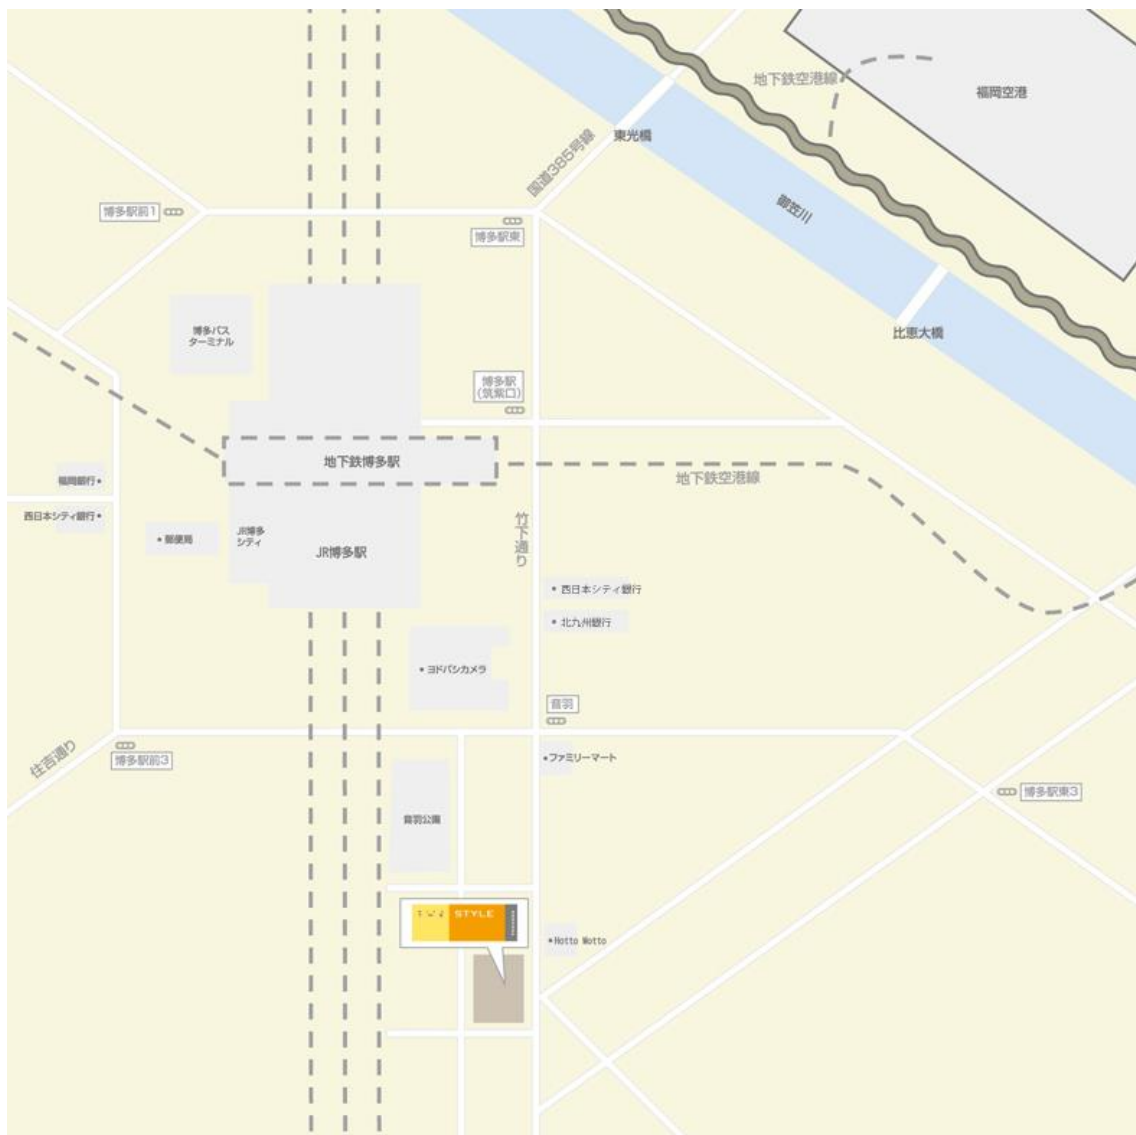 地下鉄空港線
福岡空港
東光橋
国道385号線
御笠川
博多駅前1
博多駅東
博多バス
ターミナル
比恵大橋
博多駅
(筑紫口)
地下鉄博多駅
地下鉄空港線
福岡銀行
西日本シティ銀行
郵便局
JR博多
シティ
JR博多駅
竹下通り
西日本シティ銀行
北九州銀行
ヨドバシカメラ
音羽
住吉通り
博多駅前3
ファミリーマート
博多駅東3
音羽公園
STYLE
Hotto Motto